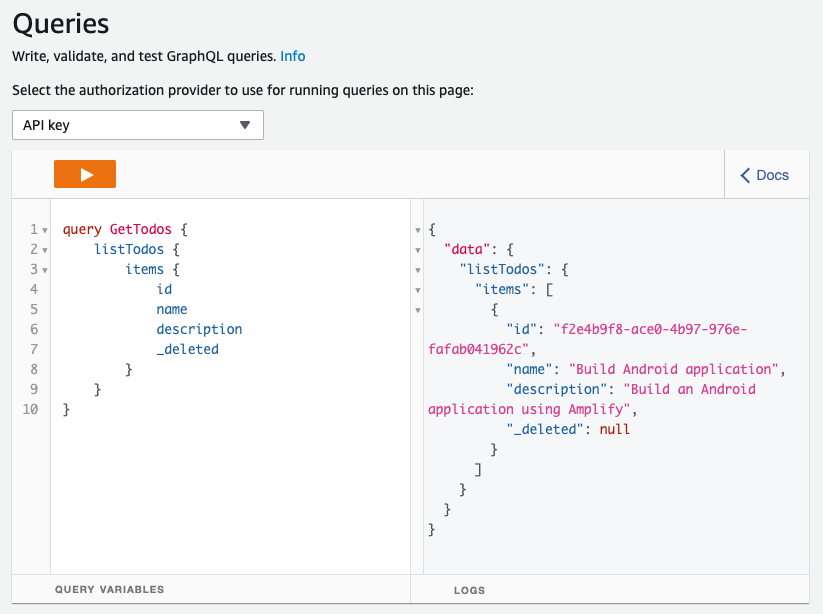 Queries
Write, validate, and test GraphQL queries. Info
Select the authorization provider to use for running queries on this page:
API key
Docs
1 query GetTodos {
2 listTodos {
3 items {
4 id
5 name
6 description
7 _deleted
8 }
9 }
10 }
{
"data": {
"listTodos": {
"items": [
{
"id": "f2e4b9f8-ace0-4b97-976e-
fafab041962c",
"name": "Build Android application",
"description": "Build an Android
application using Amplify",
"_deleted": null
}
]
}
}
}
QUERY VARIABLES
LOGS